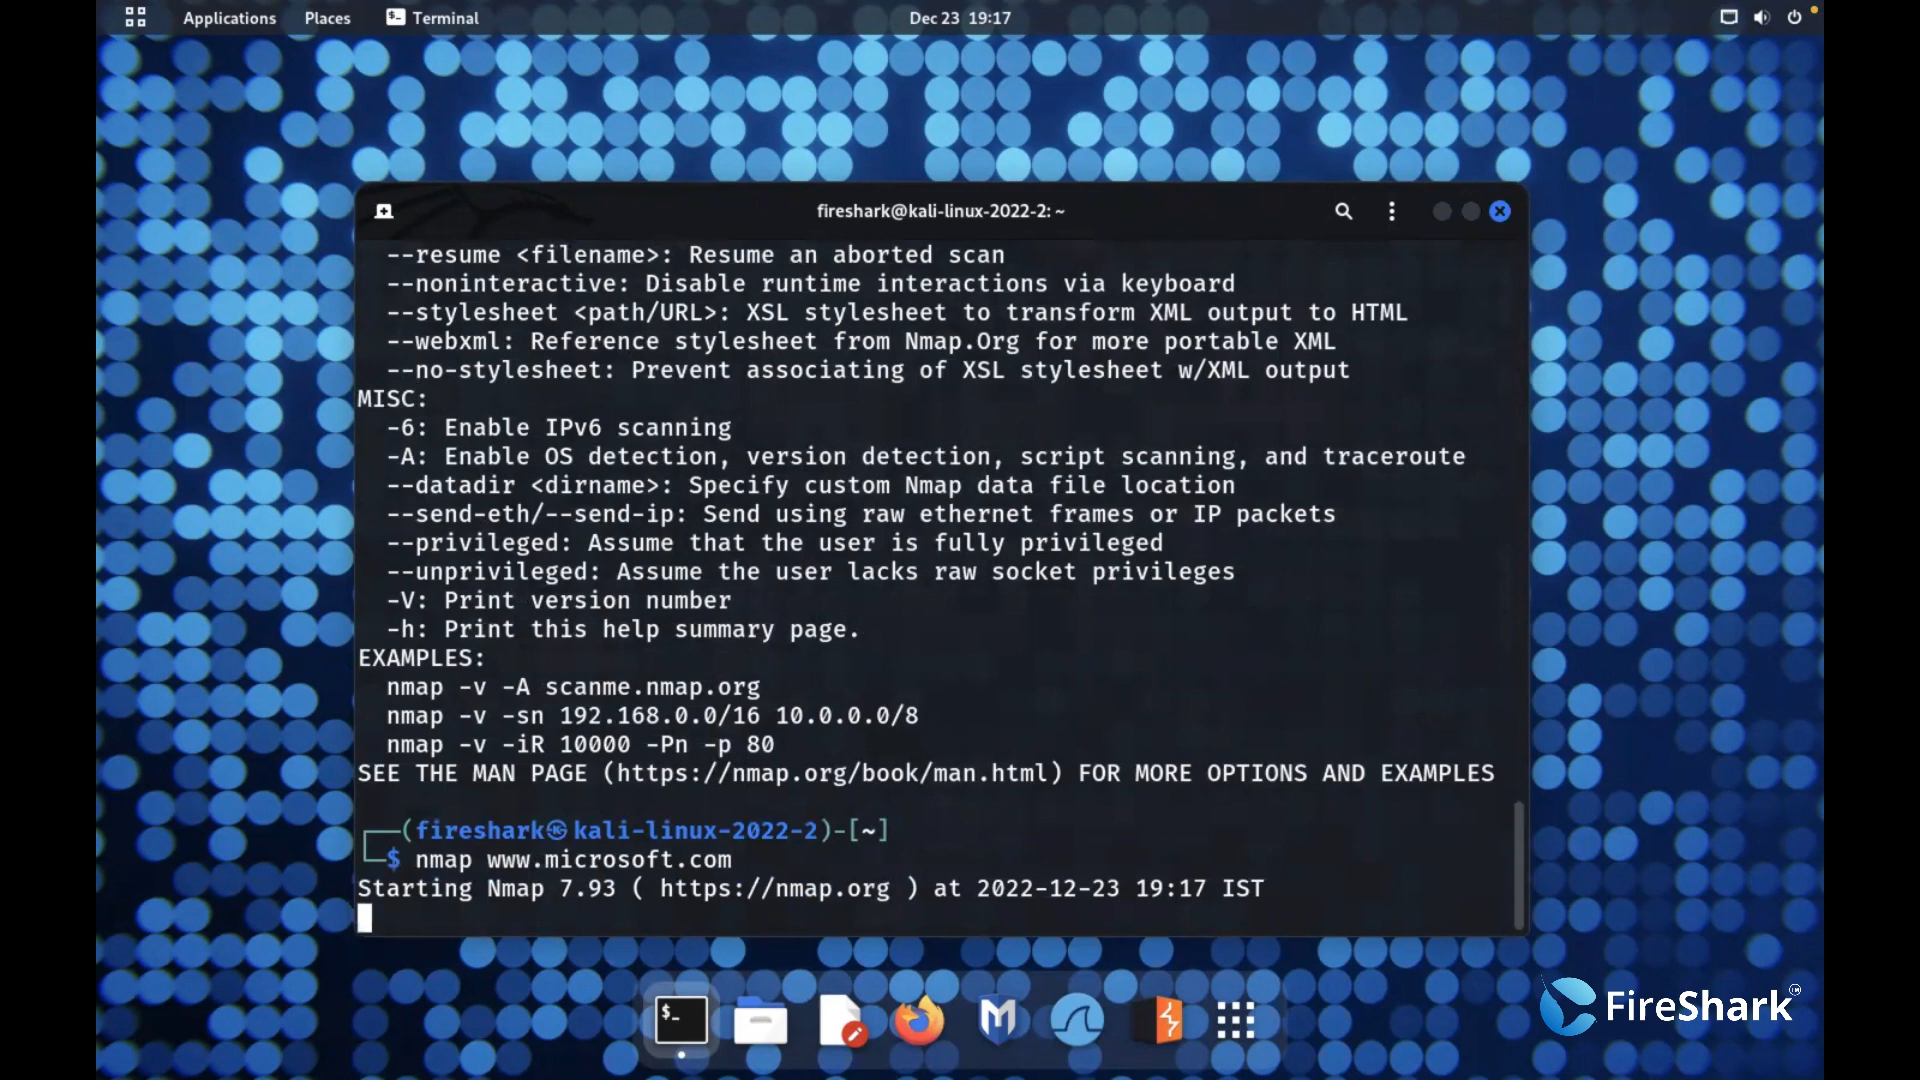 Applications Places Terminal Dec 23 19:17
fireshark@kali-linux-2022-2: ~
--resume <filename>: Resume an aborted scan
--noninteractive: Disable runtime interactions via keyboard
--stylesheet <path/URL>: XSL stylesheet to transform XML output to HTML
--webxml: Reference stylesheet from Nmap.Org for more portable XML
--no-stylesheet: Prevent associating of XSL stylesheet w/XML output
MISC:
-6: Enable IPv6 scanning
-A: Enable OS detection, version detection, script scanning, and traceroute
--datadir <dirname>: Specify custom Nmap data file location
--send-eth/--send-ip: Send using raw ethernet frames or IP packets
--privileged: Assume that the user is fully privileged
--unprivileged: Assume the user lacks raw socket privileges
-V: Print version number
-h: Print this help summary page.
EXAMPLES:
nmap -v -A scanme.nmap.org
nmap -v -sn 192.168.0.0/16 10.0.0.0/8
nmap -v -iR 10000 -Pn -p 80
SEE THE MAN PAGE (https://nmap.org/book/man.html) FOR MORE OPTIONS AND EXAMPLES
┌──(fireshark㉿kali-linux-2022-2)-[~]
└─$ nmap www.microsoft.com
Starting Nmap 7.93 ( https://nmap.org ) at 2022-12-23 19:17 IST
$_
FireShark™